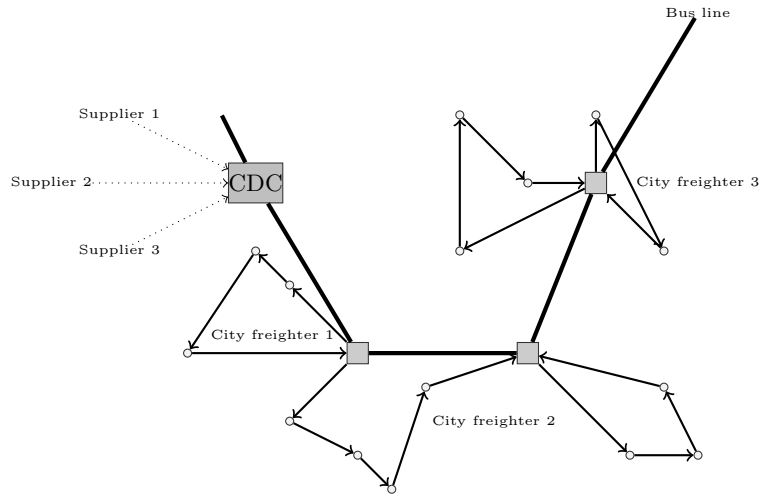 Bus line
Supplier 1
Supplier 2
CDC
City freighter 3
Supplier 3
City freighter 1
City freighter 2